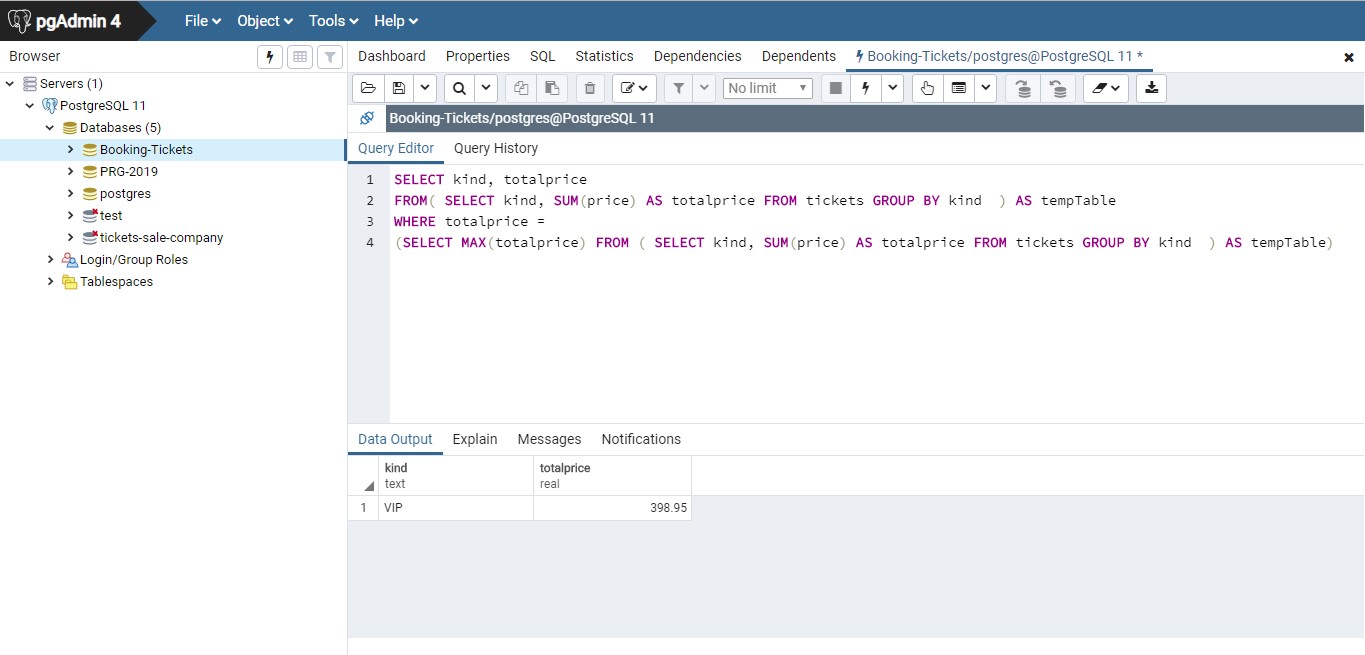 pgAdmin 4
File Object Tools Help
Browser
Dashboard Properties SQL Statistics Dependencies Dependents Booking-Tickets/postgres@PostgreSQL 11 *
Servers (1)
PostgreSQL 11
Databases (5)
Booking-Tickets
PRG-2019
postgres
test
tickets-sale-company
Login/Group Roles
Tablespaces
No limit
Booking-Tickets/postgres@PostgreSQL 11
Query Editor Query History
1 SELECT kind, totalprice
2 FROM( SELECT kind, SUM(price) AS totalprice FROM tickets GROUP BY kind  ) AS tempTable
3 WHERE totalprice =
4 (SELECT MAX(totalprice) FROM ( SELECT kind, SUM(price) AS totalprice FROM tickets GROUP BY kind  ) AS tempTable)
Data Output Explain Messages Notifications
kind totalprice
text real
1 VIP 398.95